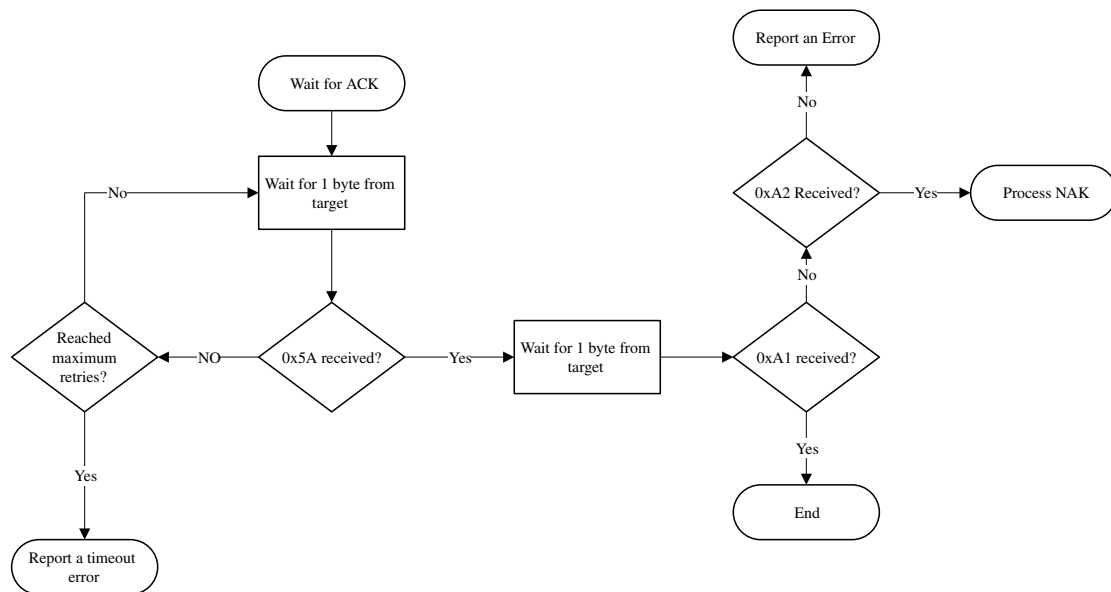 Report an Error
Wait for ACK
No
Wait for 1 byte from
target
No
0xA2 Received?
Yes
Process NAK
No
Reached
maximum
retries?
NO
0x5A received?
Yes
Wait for 1 byte from
target
0xA1 received?
Yes
Yes
End
Report a timeout
error